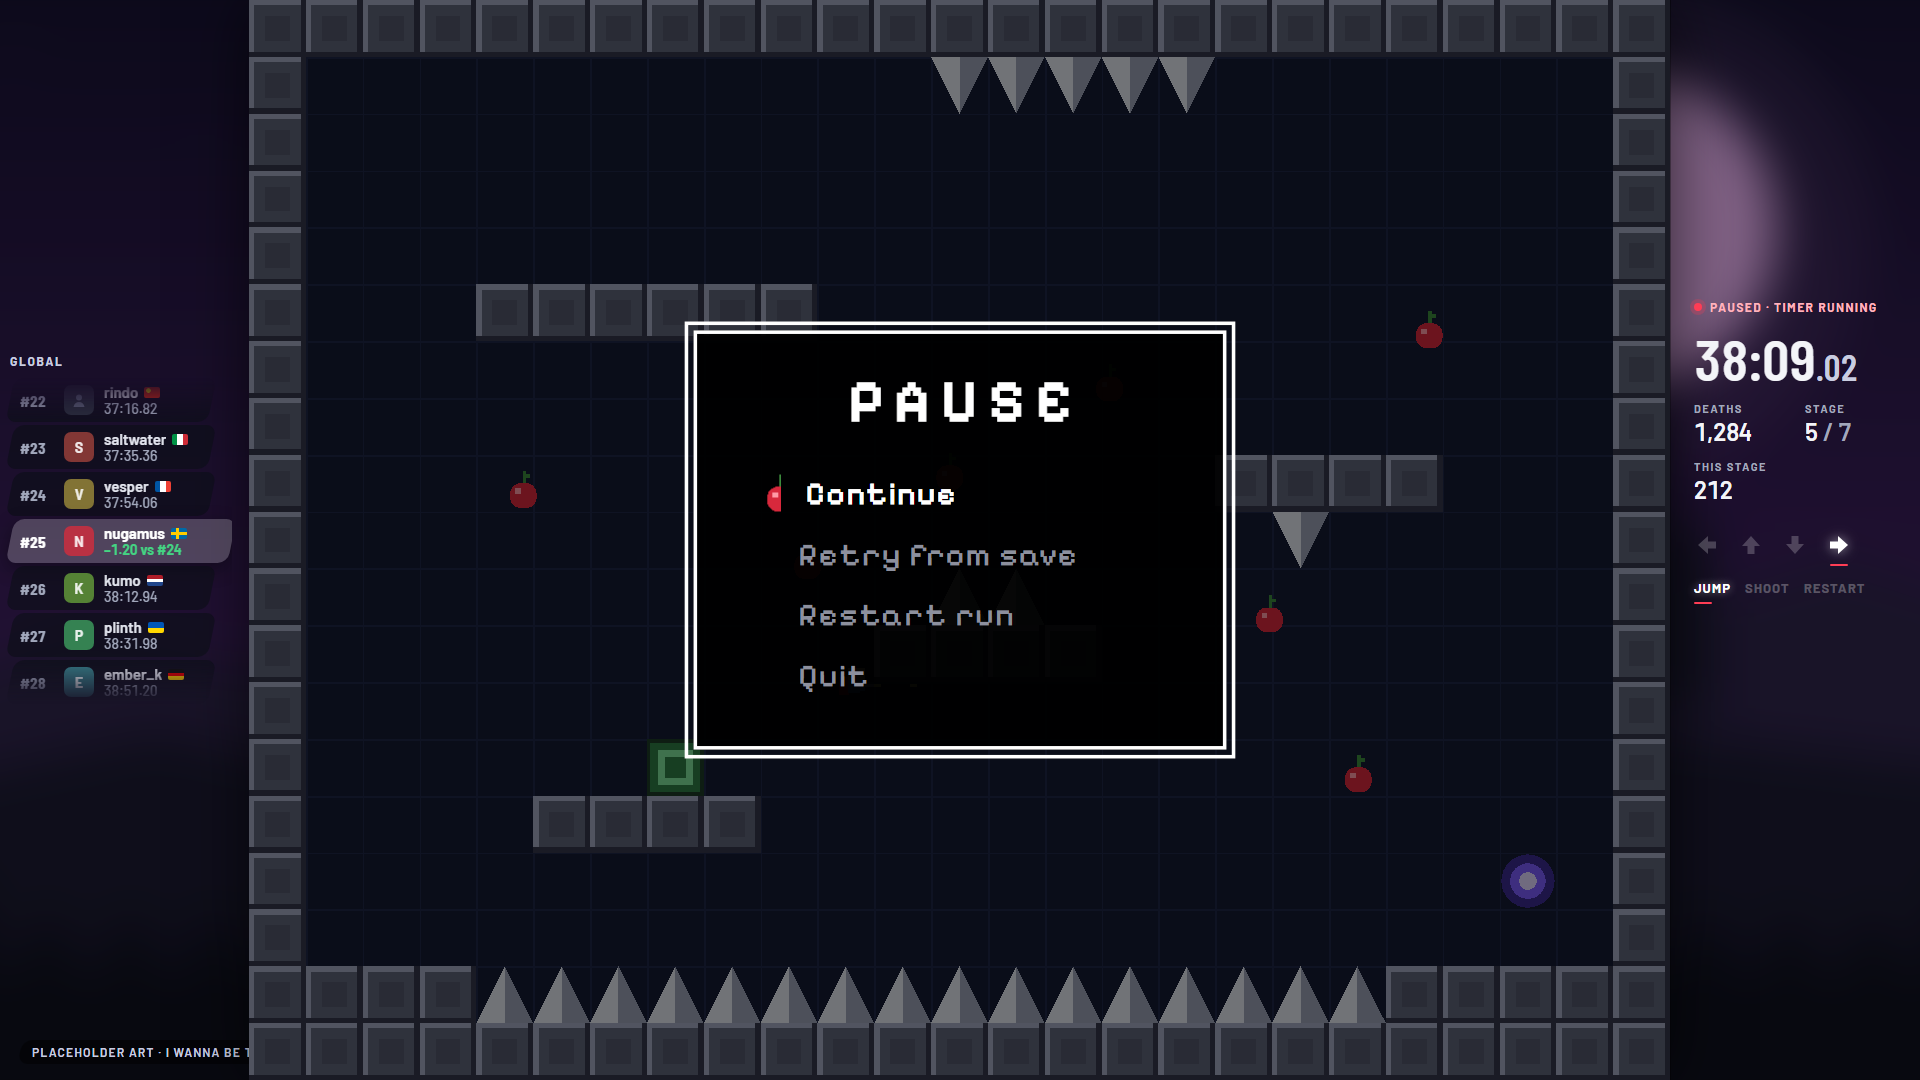 GLOBAL
#22 rindo
37:16.82
#23 S saltwater
37:35.36
#24 V vesper
37:54.06
#25 N nugamus
−1.20 vs #24
#26 K kumo
38:12.94
#27 P plinth
38:31.98
#28 E ember_k
38:51.20
PLACEHOLDER ART · I WANNA BE T
PAUSE
Continue
Retry from save
Restart run
Quit
PAUSED · TIMER RUNNING
38:09.02
DEATHS STAGE
1,284 5 / 7
THIS STAGE
212
JUMP SHOOT RESTART